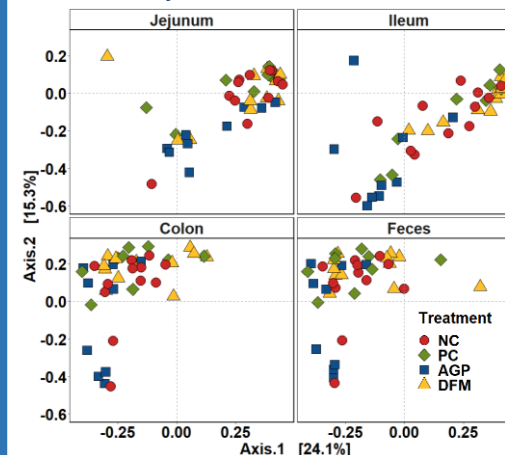 Jejunum
Ileum
0.2
0.0
-0.2
-0.4
-0.6
Colon
Feces
Axis.2 [15.3%]
0.2
0.0
-0.2
-0.4
-0.6
Treatment
NC
PC
AGP
DFM
-0.25
0.00
0.25
-0.25
0.00
0.25
Axis.1 [24.1%]